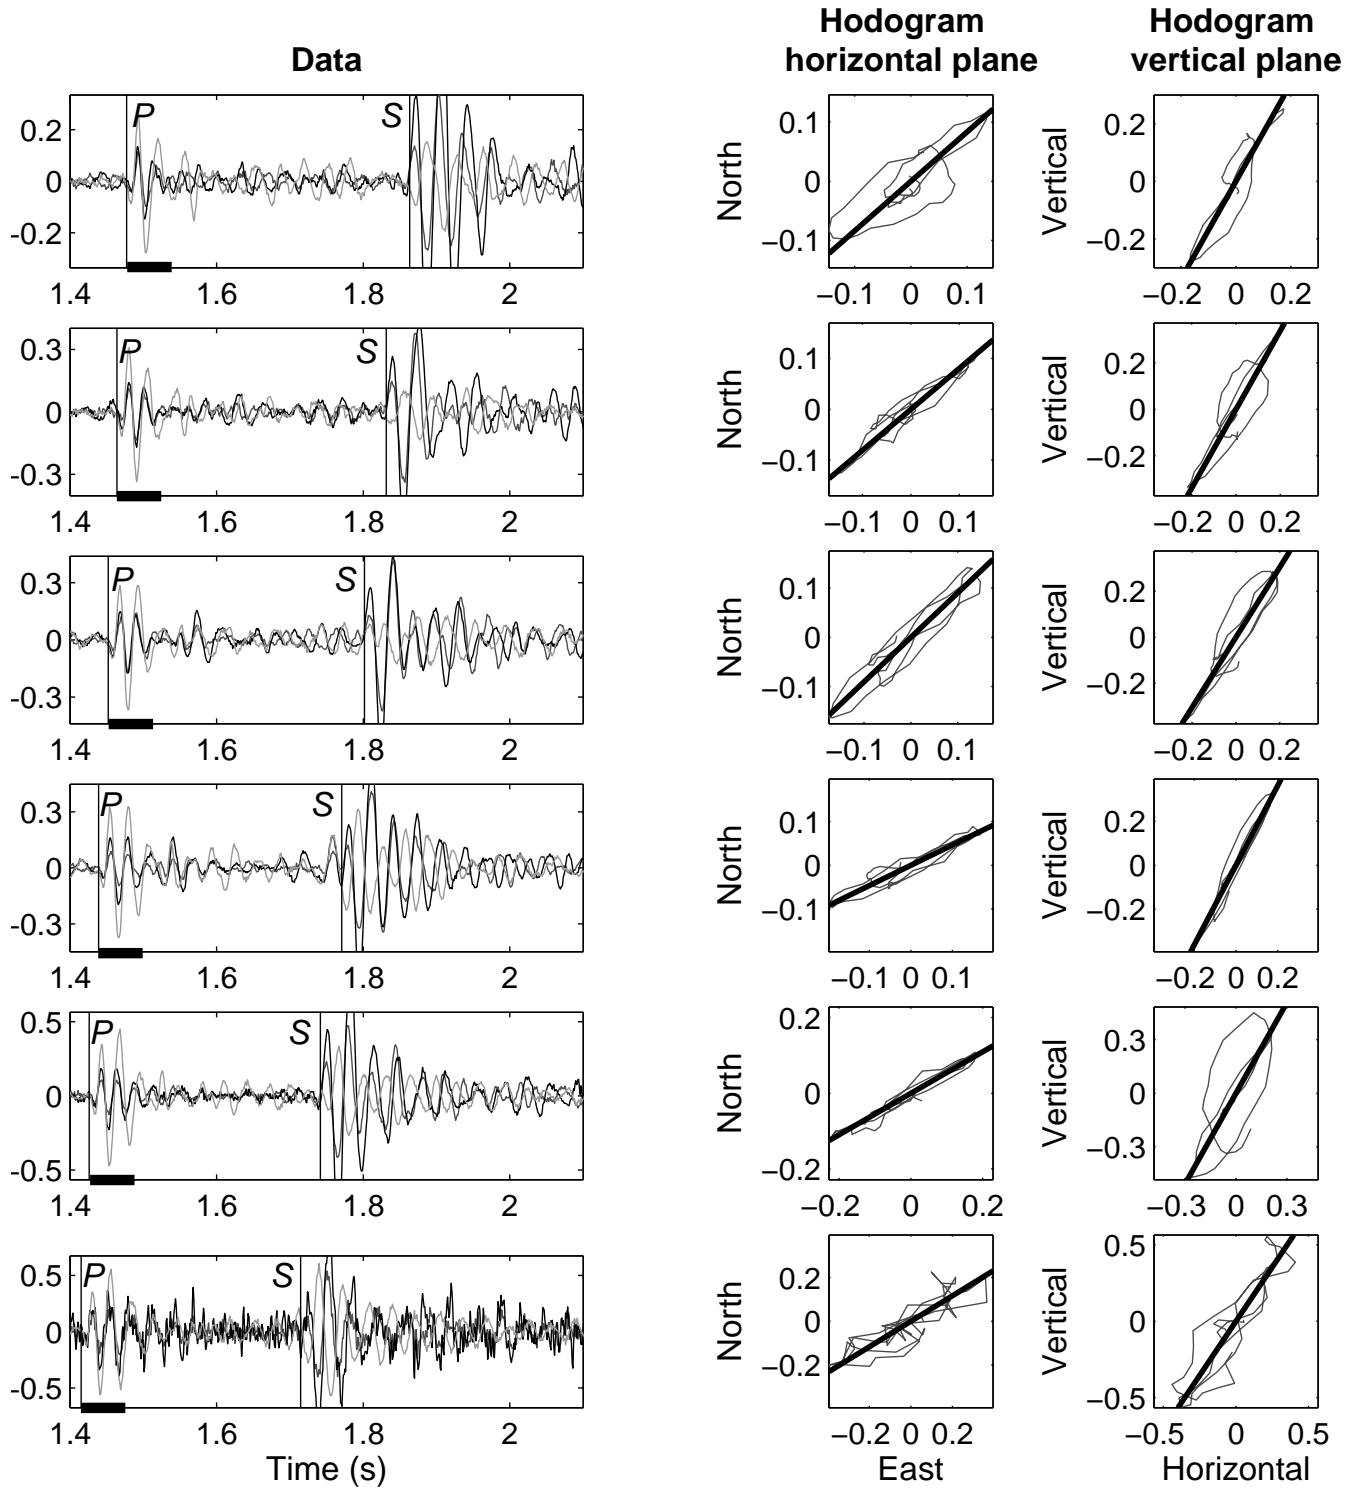 Data
Hodogram
horizontal plane
Hodogram
vertical plane
P S
0.2
0
-0.2
1.4 1.6 1.8 2
North
0.1
0
−0.1
−0.1 0 0.1
Vertical
0.2
0
−0.2
−0.2 0 0.2
P S
0.3
0
-0.3
1.4 1.6 1.8 2
North
0.1
0
−0.1
−0.1 0 0.1
Vertical
0.2
0
−0.2
−0.2 0 0.2
P S
0.3
0
-0.3
1.4 1.6 1.8 2
North
0.1
0
−0.1
−0.1 0 0.1
Vertical
0.2
0
−0.2
−0.2 0 0.2
P S
0.3
0
-0.3
1.4 1.6 1.8 2
North
0.1
0
−0.1
−0.1 0 0.1
Vertical
0.2
0
−0.2
−0.2 0 0.2
P S
0.5
0
-0.5
1.4 1.6 1.8 2
North
0.2
0
−0.2
−0.2 0 0.2
Vertical
0.3
0
−0.3
−0.3 0 0.3
P S
0.5
0
-0.5
1.4 1.6 1.8 2
Time (s)
North
0.2
0
−0.2
−0.2 0 0.2
East
Vertical
0.5
0
−0.5
−0.5 0 0.5
Horizontal